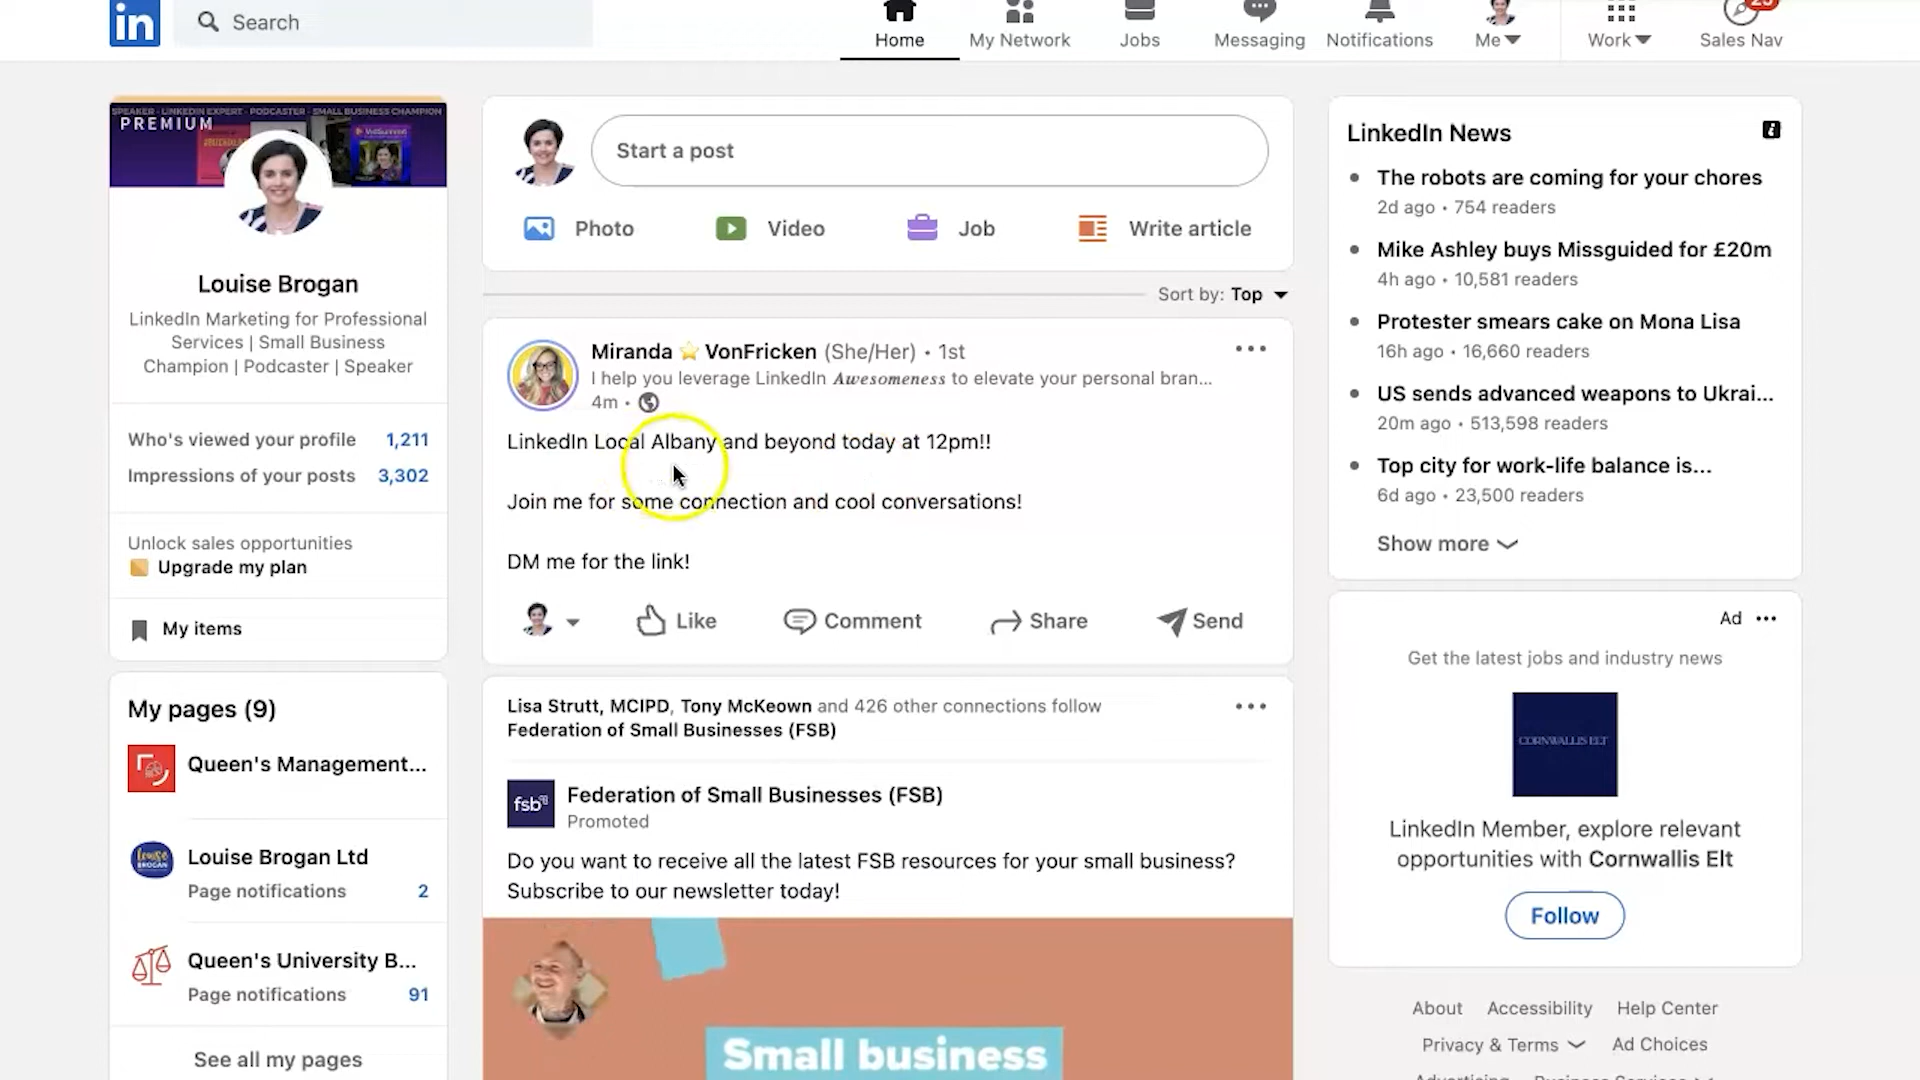 in
Search
Home
My Network
Jobs
Messaging
Notifications
Me
Work
Sales Nav
SPEAKER - LINKEDIN EXPERT - PODCASTER - SMALL BUSINESS CHAMPION
PREMIUM
Louise Brogan
LinkedIn Marketing for Professional
Services | Small Business
Champion | Podcaster | Speaker
Who's viewed your profile 1,211
Impressions of your posts 3,302
Unlock sales opportunities
Upgrade my plan
My items
My pages (9)
Queen's Management...
Louise Brogan Ltd
Page notifications 2
Queen's University B...
Page notifications 91
See all my pages
Start a post
Photo
Video
Job
Write article
Sort by: Top
Miranda ⭐ VonFricken (She/Her) • 1st
I help you leverage LinkedIn Awesomeness to elevate your personal bran...
4m •
LinkedIn Local Albany and beyond today at 12pm!!
Join me for some connection and cool conversations!
DM me for the link!
Like
Comment
Share
Send
Lisa Strutt, MCIPD, Tony McKeown and 426 other connections follow
Federation of Small Businesses (FSB)
fsb
Federation of Small Businesses (FSB)
Promoted
Do you want to receive all the latest FSB resources for your small business?
Subscribe to our newsletter today!
Small business
LinkedIn News
The robots are coming for your chores
2d ago • 754 readers
Mike Ashley buys Missguided for £20m
4h ago • 10,581 readers
Protester smears cake on Mona Lisa
16h ago • 16,660 readers
US sends advanced weapons to Ukrai...
20m ago • 513,598 readers
Top city for work-life balance is...
6d ago • 23,500 readers
Show more
Ad
Get the latest jobs and industry news
CORNWALLIS ELT
LinkedIn Member, explore relevant
opportunities with Cornwallis Elt
Follow
About
Accessibility
Help Center
Privacy & Terms
Ad Choices